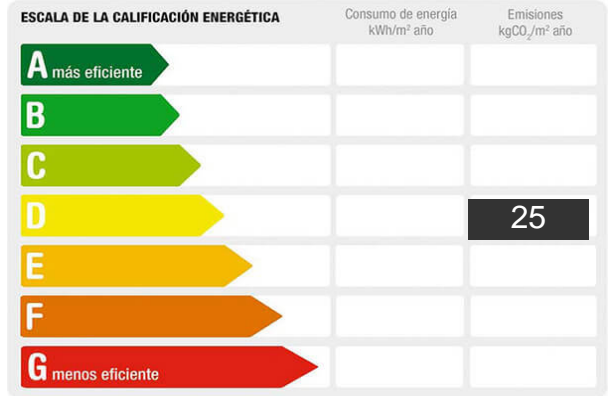 ESCALA DE LA CALIFICACIÓN ENERGÉTICA
Consumo de energía
kWh/m² año
Emisiones
kgCO₂/m² año
A más eficiente
B
C
D
25
E
F
G menos eficiente